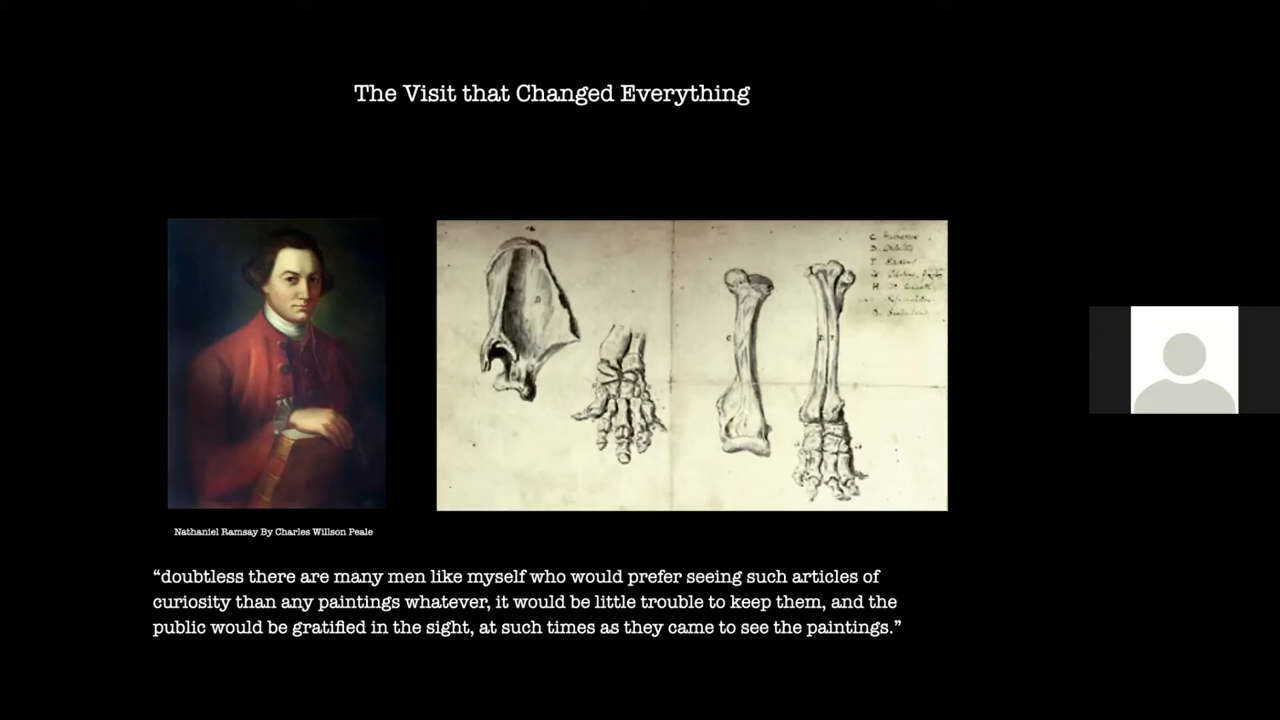 The Visit that Changed Everything
C
D
T
H
Nathaniel Ramsay By Charles Willson Peale
“doubtless there are many men like myself who would prefer seeing such articles of
curiosity than any paintings whatever, it would be little trouble to keep them, and the
public would be gratified in the sight, at such times as they came to see the paintings.”